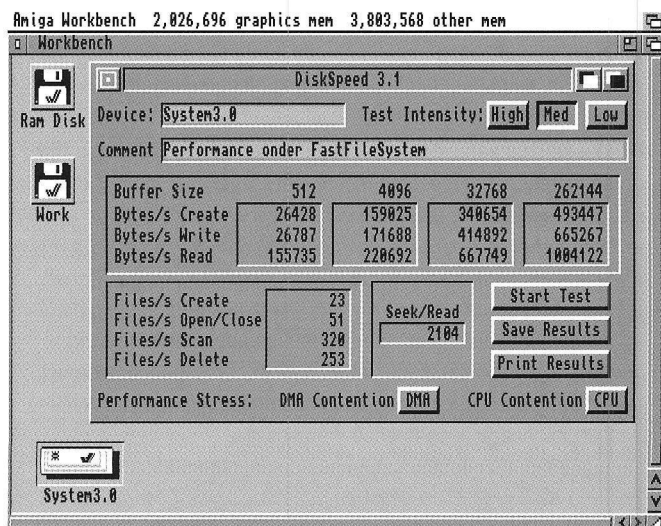 Amiga Workbench 2,026,696 graphics mem 3,803,568 other mem
Workbench
DiskSpeed 3.1
Ram Disk
Device: System3.0 Test Intensity: High Med Low
Comment Performance onder FastFileSystem
Work
Buffer Size 512 4096 32768 262144
Bytes/s Create 26428 159025 340654 493447
Bytes/s Write 26787 171688 414892 665267
Bytes/s Read 155735 220692 667749 1004122
Files/s Create 23
Files/s Open/Close 51
Files/s Scan 320
Files/s Delete 253
Seek/Read
2104
Start Test
Save Results
Print Results
Performance Stress: DMA Contention DMA CPU Contention CPU
System3.0